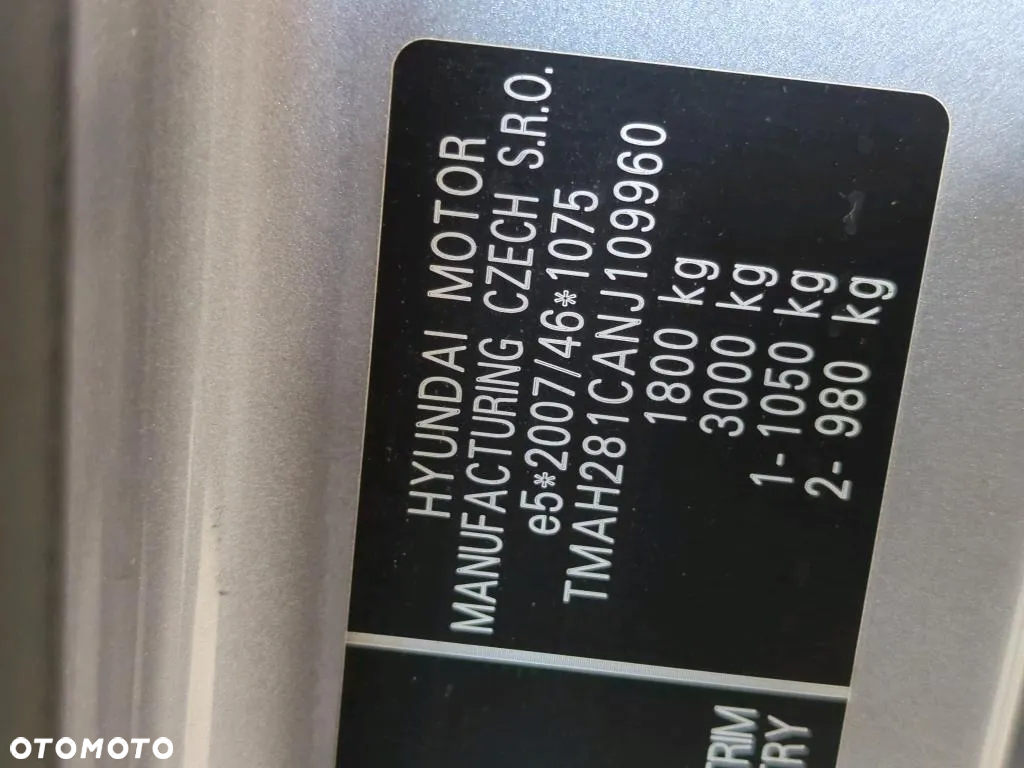 HYUNDAI MOTOR
MANUFACTURING CZECH S.R.O.
e5*2007/46*1075
TMAH281CANJ109960
1800 kg
3000 kg
1- 1050 kg
2- 980 kg
TRIM
OTOMOTO